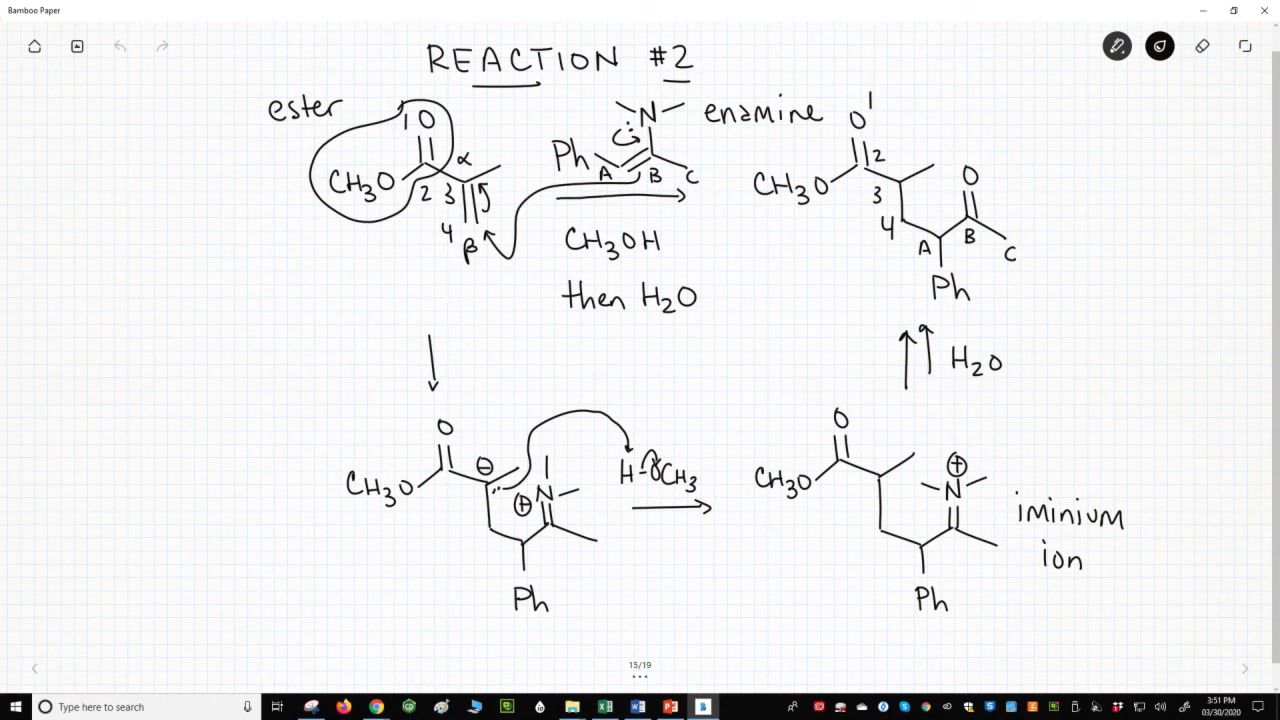 Bamboo Paper
REACTION #2
ester
1 O
α
CH3O
2 3
4
β
N
enamine
Ph
A B C
CH3OH
then H2O
O 1
2
CH3O
3
O
4
A B C
Ph
H2O
O
⊖
CH3O
⊕ N
Ph
H-OCH3
O
⊕
CH3O
N
iminium
ion
Ph
15/19
Type here to search
3:51 PM
03/30/2020